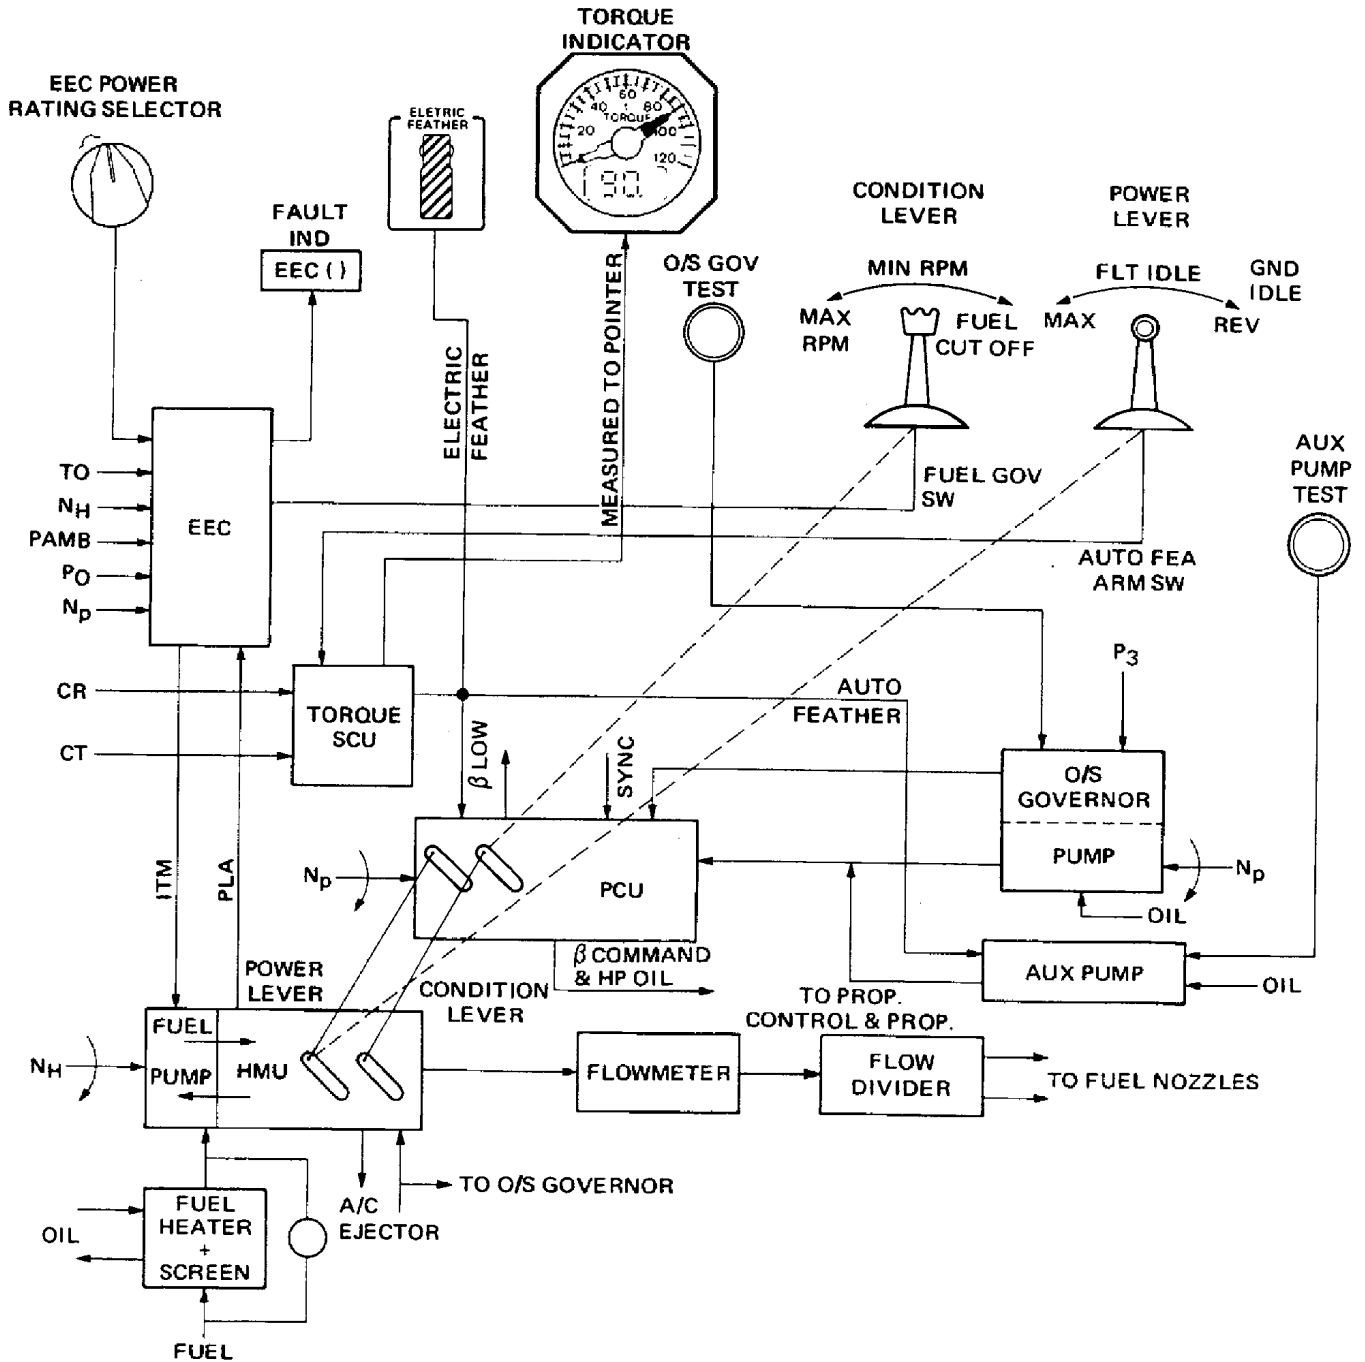 TORQUE
INDICATOR
EEC POWER
RATING SELECTOR
ELETRIC
FEATHER
60
40
80
TORQUE
20
100
120
90
FAULT
IND
EEC ( )
CONDITION
LEVER
POWER
LEVER
O/S GOV
TEST
MIN RPM
MAX
RPM
FUEL
CUT OFF
FLT IDLE
GND
IDLE
MAX
REV
ELECTRIC
FEATHER
MEASURED TO POINTER
AUX
PUMP
TEST
FUEL GOV
SW
AUTO FEA
ARM SW
TO
NH
PAMB
PO
Np
EEC
P3
CR
CT
TORQUE
SCU
AUTO
FEATHER
β LOW
SYNC
O/S
GOVERNOR
PUMP
Np
OIL
ITM
PLA
Np
PCU
β COMMAND
& HP OIL
AUX PUMP
OIL
POWER
LEVER
CONDITION
LEVER
TO PROP.
CONTROL & PROP.
FUEL
PUMP
HMU
NH
FLOWMETER
FLOW
DIVIDER
TO FUEL NOZZLES
A/C
EJECTOR
TO O/S GOVERNOR
FUEL
HEATER
+
SCREEN
OIL
FUEL